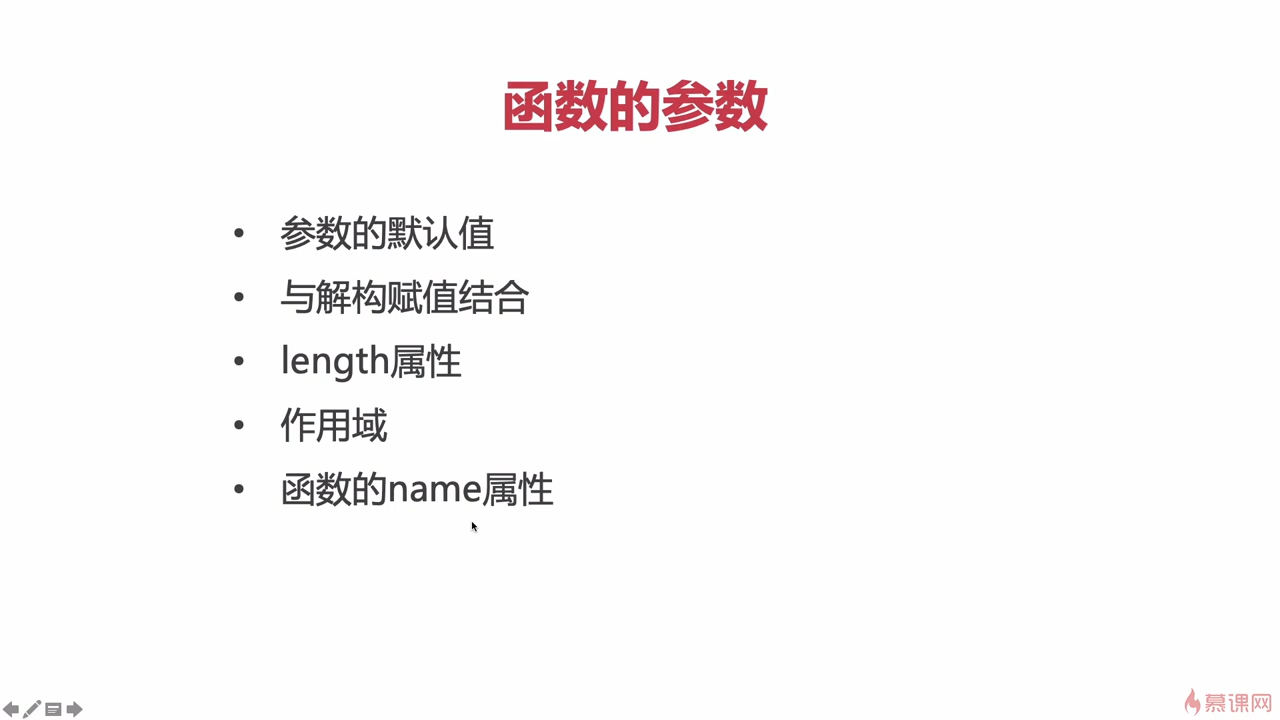 函数的参数
• 参数的默认值
• 与解构赋值结合
• length属性
• 作用域
• 函数的name属性
慕课网